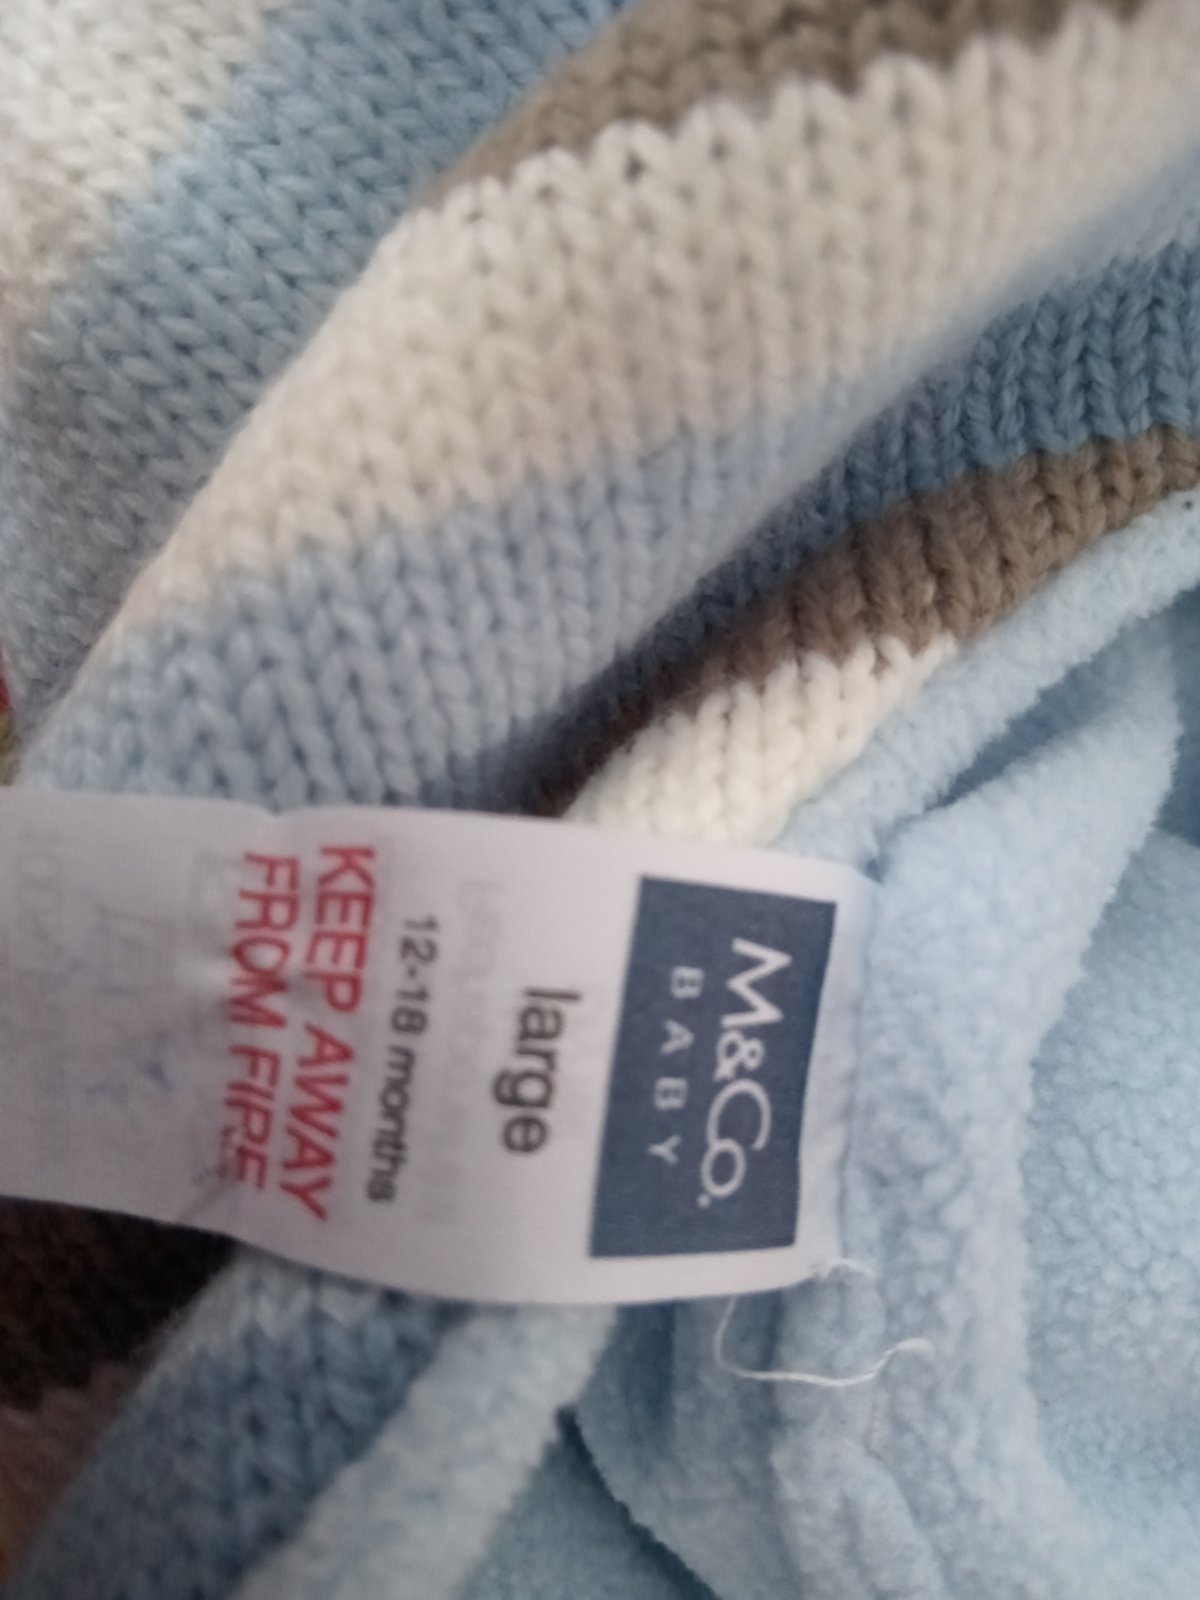 M&Co.
BABY
large
12-18 months
KEEP AWAY
FROM FIRE